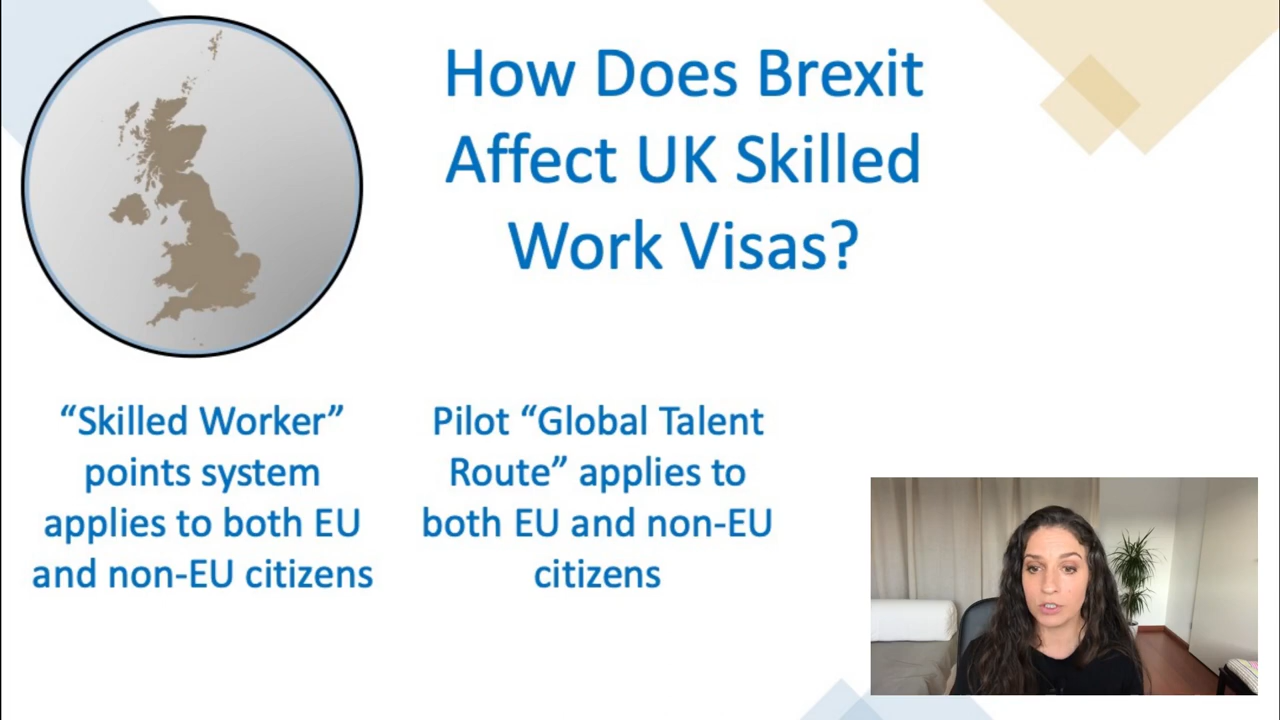 How Does Brexit
Affect UK Skilled
Work Visas?
“Skilled Worker”
points system
applies to both EU
and non-EU citizens
Pilot “Global Talent
Route” applies to
both EU and non-EU
citizens